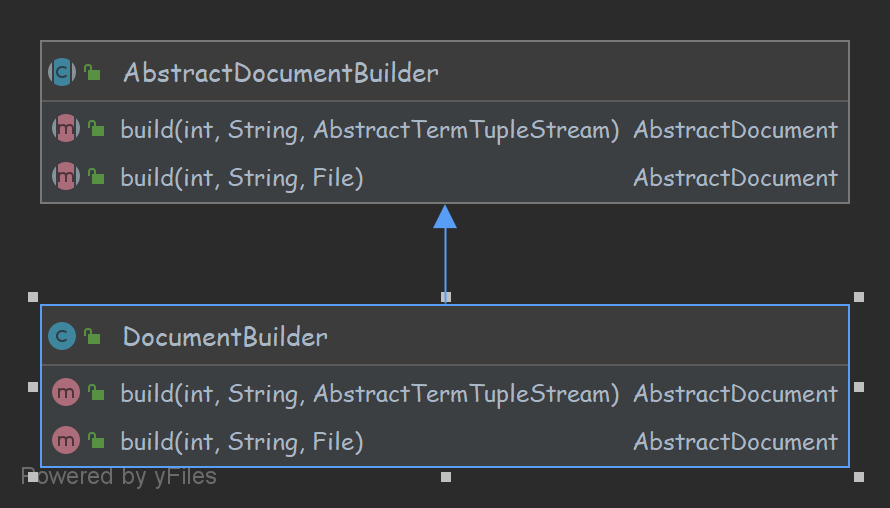 AbstractDocumentBuilder
build(int, String, AbstractTermTupleStream) AbstractDocument
build(int, String, File) AbstractDocument
DocumentBuilder
build(int, String, AbstractTermTupleStream) AbstractDocument
build(int, String, File) AbstractDocument
Powered by yFiles